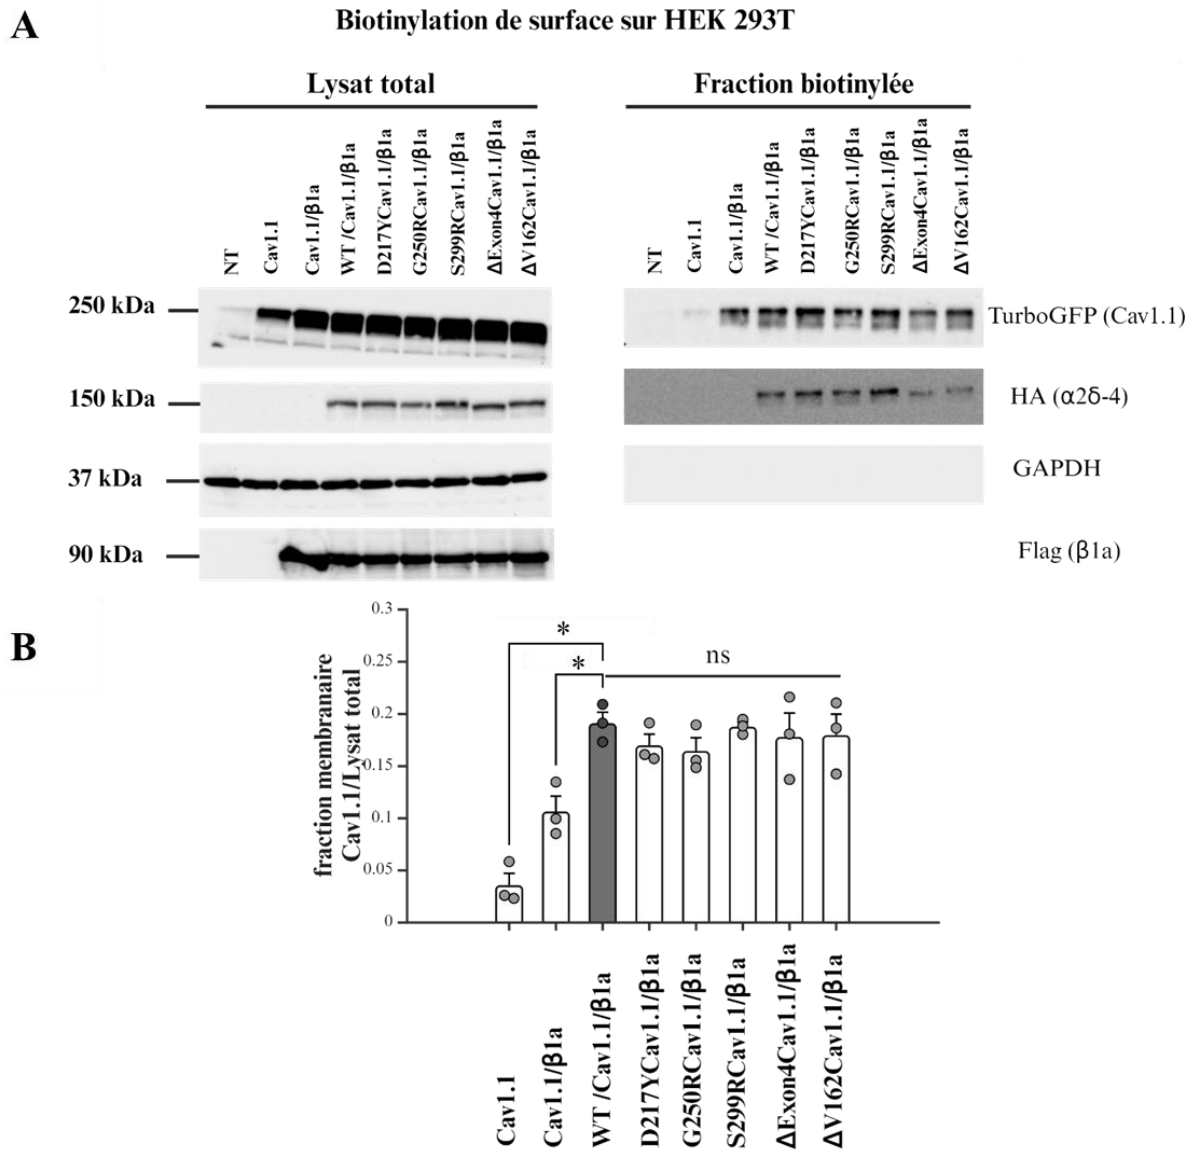 A
Biotinylation de surface sur HEK 293T
Lysat total
Fraction biotinylée
NT
Cav1.1
Cav1.1/β1a
WT /Cav1.1/β1a
D217YCav1.1/β1a
G250RCav1.1/β1a
S299RCav1.1/β1a
ΔExon4Cav1.1/β1a
ΔV162Cav1.1/β1a
NT
Cav1.1
Cav1.1/β1a
WT /Cav1.1/β1a
D217YCav1.1/β1a
G250RCav1.1/β1a
S299RCav1.1/β1a
ΔExon4Cav1.1/β1a
ΔV162Cav1.1/β1a
250 kDa
TurboGFP (Cav1.1)
150 kDa
HA (α2δ-4)
37 kDa
GAPDH
90 kDa
Flag (β1a)
B
fraction membranaire
Cav1.1/Lysat total
0.3
0.25
0.2
0.15
0.1
0.05
0
*
*
ns
Cav1.1
Cav1.1/β1a
WT /Cav1.1/β1a
D217YCav1.1/β1a
G250RCav1.1/β1a
S299RCav1.1/β1a
ΔExon4Cav1.1/β1a
ΔV162Cav1.1/β1a